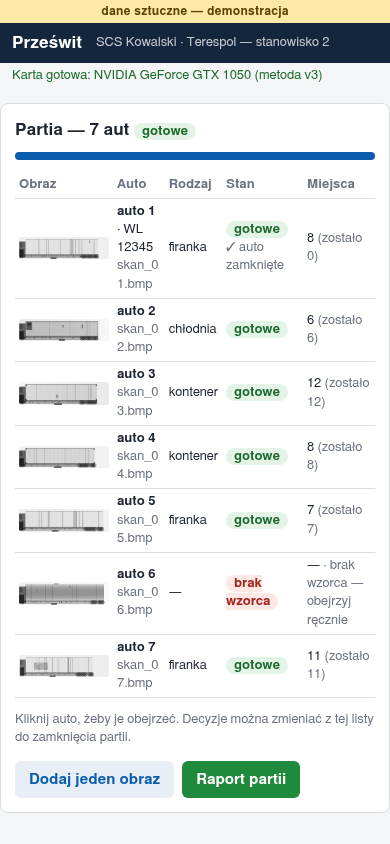 dane sztuczne — demonstracja
Prześwit SCS Kowalski · Terespol — stanowisko 2
Karta gotowa: NVIDIA GeForce GTX 1050 (metoda v3)
Partia — 7 aut gotowe
Obraz Auto Rodzaj Stan Miejsca
auto 1
· WL
12345
skan_0
1.bmp
firanka
gotowe
✓ auto
zamknięte
8 (zostało
0)
auto 2
skan_0
2.bmp
chłodnia
gotowe
6 (zostało
6)
auto 3
skan_0
3.bmp
kontener
gotowe
12 (zostało
12)
auto 4
skan_0
4.bmp
kontener
gotowe
8 (zostało
8)
auto 5
skan_0
5.bmp
firanka
gotowe
7 (zostało
7)
auto 6
skan_0
6.bmp
—
brak
wzorca
— · brak
wzorca —
obejrzyj
ręcznie
auto 7
skan_0
7.bmp
firanka
gotowe
11 (zostało
11)
Kliknij auto, żeby je obejrzeć. Decyzje można zmieniać z tej listy
do zamknięcia partii.
Dodaj jeden obraz Raport partii